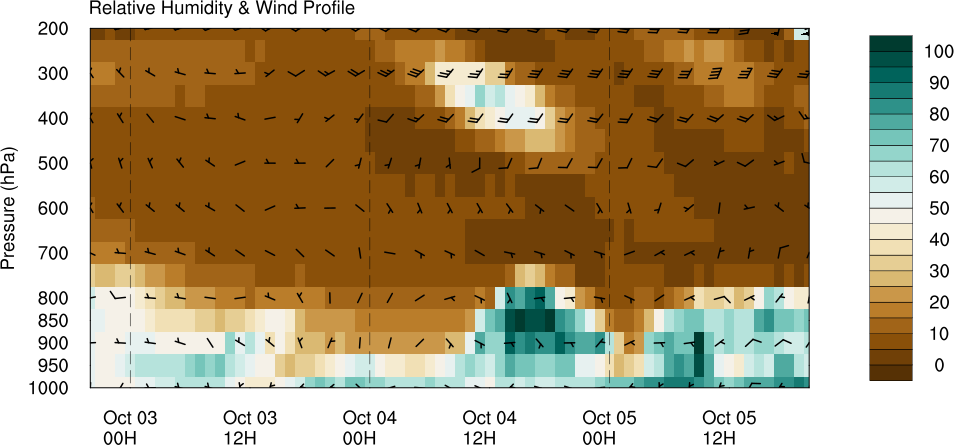 Relative Humidity & Wind Profile
Pressure (hPa)
200
300
400
500
600
700
800
850
900
950
1000
Oct 03
00H
Oct 03
12H
Oct 04
00H
Oct 04
12H
Oct 05
00H
Oct 05
12H
100
90
80
70
60
50
40
30
20
10
0